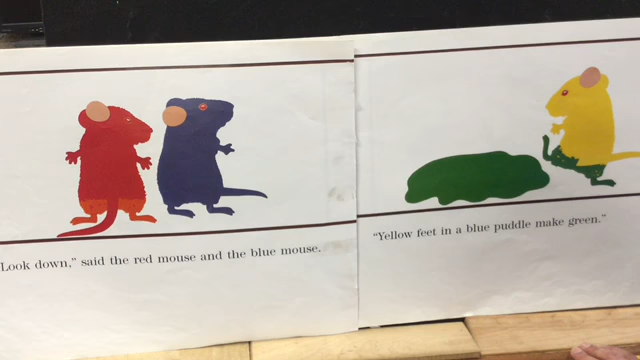 Look down," said the red mouse and the blue mouse.
"Yellow feet in a blue puddle make green."